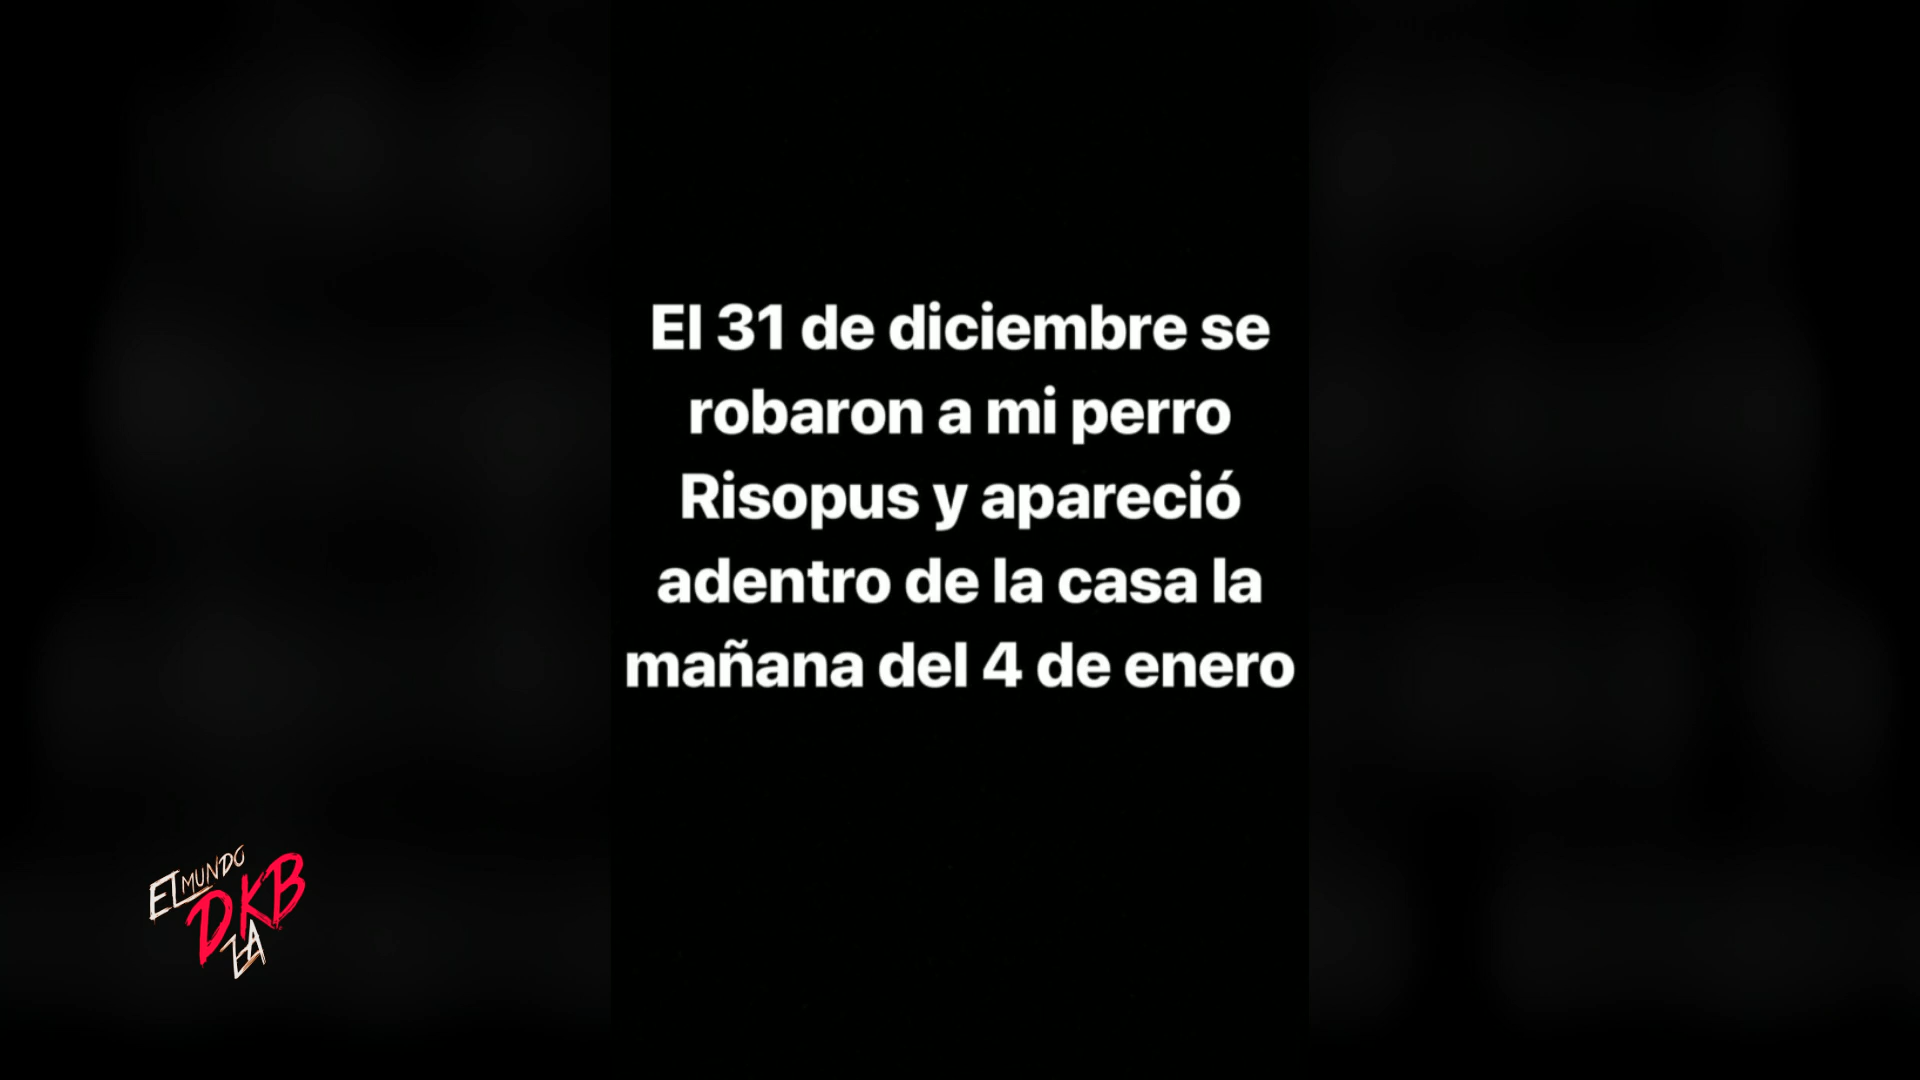 El 31 de diciembre se
robaron a mi perro
Risopus y apareció
adentro de la casa la
mañana del 4 de enero
EL MUNDO
DKB
ZA